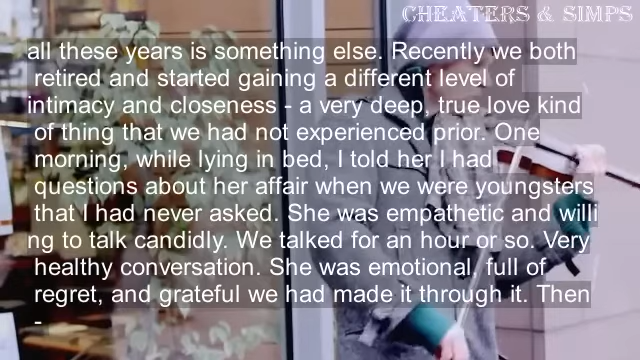 CHEATERS & SIMPS
all these years is something else. Recently we both
retired and started gaining a different level of
intimacy and closeness - a very deep, true love kind
of thing that we had not experienced prior. One
morning, while lying in bed, I told her I had
questions about her affair when we were youngsters
that I had never asked. She was empathetic and willi
ng to talk candidly. We talked for an hour or so. Very
healthy conversation. She was emotional, full of
regret, and grateful we had made it through it. Then
-